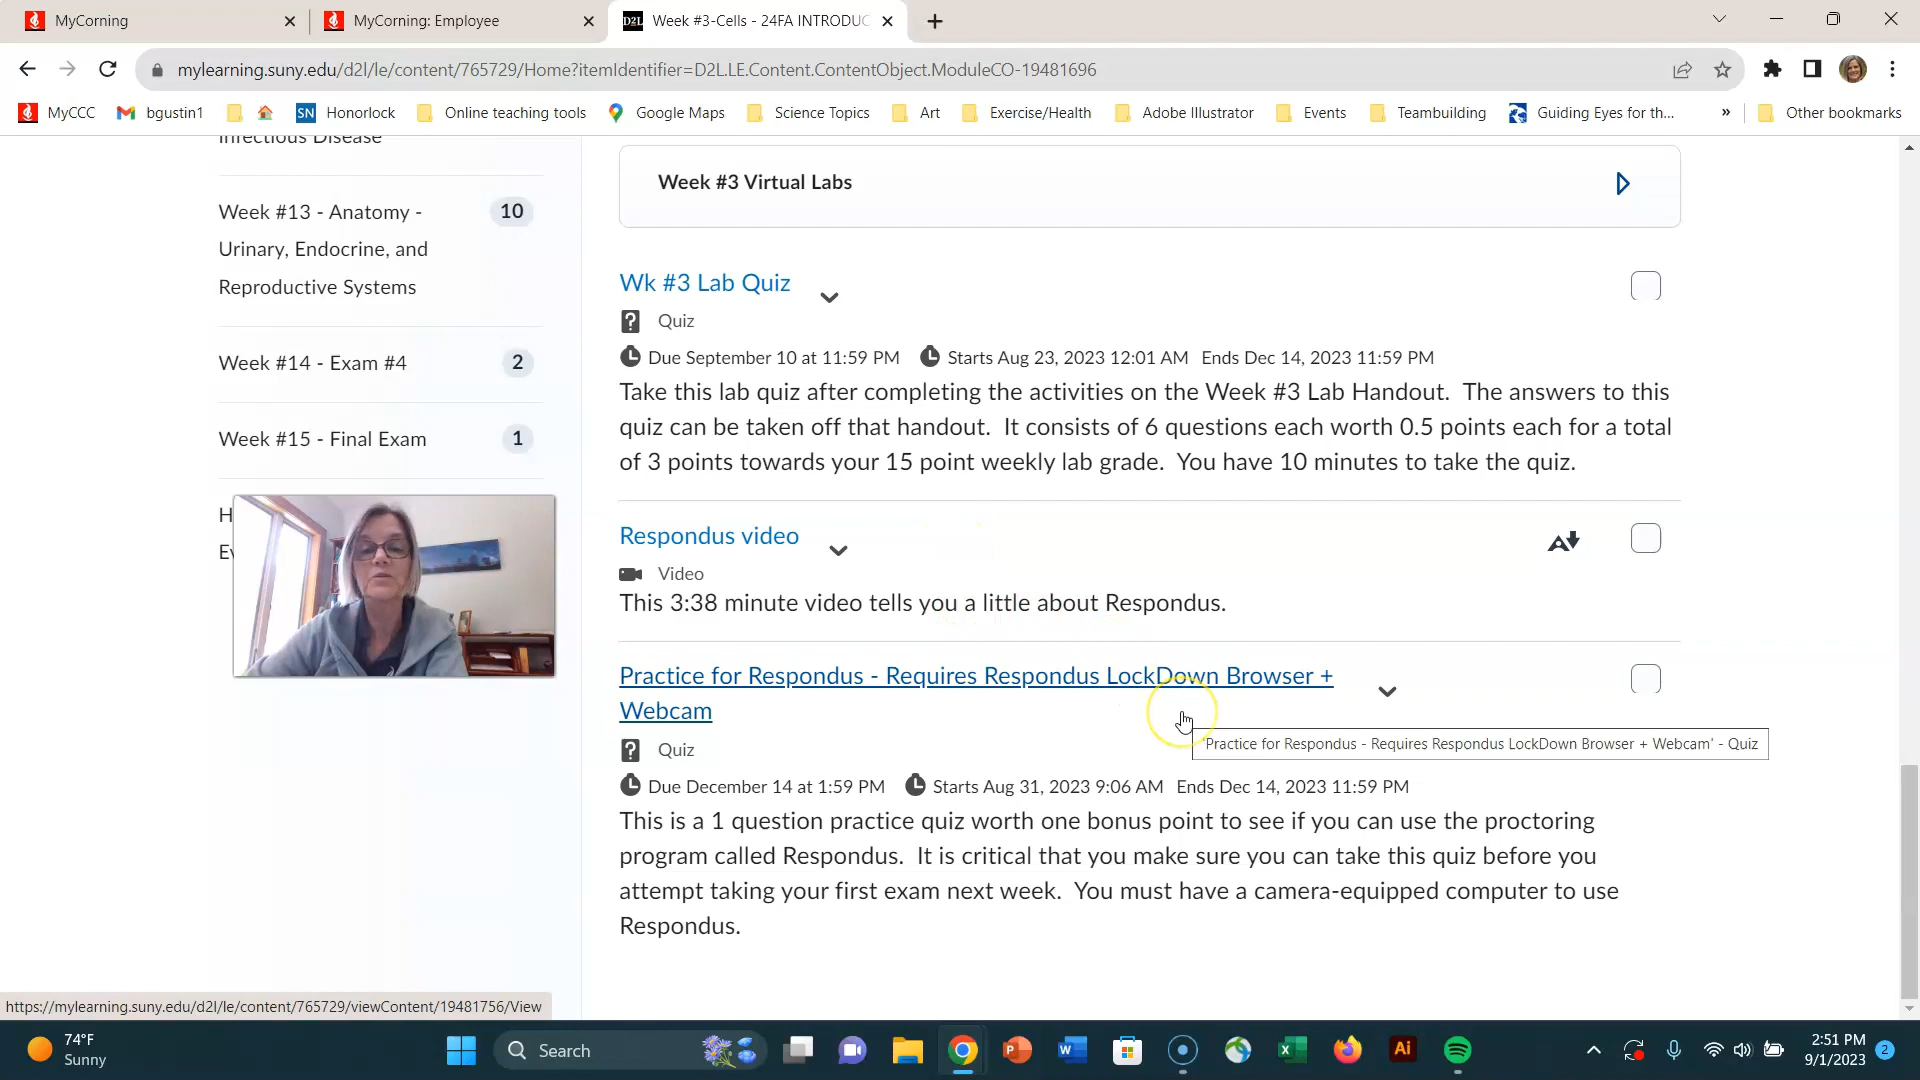 MyCorning
MyCorning: Employee
D2L Week #3-Cells - 24FA INTRODUC
mylearning.suny.edu/d2l/le/content/765729/Home?itemIdentifier=D2L.LE.Content.ContentObject.ModuleCO-19481696
MyCCC bgustin1 SN Honorlock Online teaching tools Google Maps Science Topics Art Exercise/Health Adobe Illustrator Events Teambuilding Guiding Eyes for th... » Other bookmarks
Infectious Disease
Week #13 - Anatomy - 10
Urinary, Endocrine, and
Reproductive Systems
Week #14 - Exam #4 2
Week #15 - Final Exam 1
Week #3 Virtual Labs
Wk #3 Lab Quiz
Quiz
Due September 10 at 11:59 PM Starts Aug 23, 2023 12:01 AM Ends Dec 14, 2023 11:59 PM
Take this lab quiz after completing the activities on the Week #3 Lab Handout. The answers to this
quiz can be taken off that handout. It consists of 6 questions each worth 0.5 points each for a total
of 3 points towards your 15 point weekly lab grade. You have 10 minutes to take the quiz.
Respondus video
Video
This 3:38 minute video tells you a little about Respondus.
Practice for Respondus - Requires Respondus LockDown Browser +
Webcam
'Practice for Respondus - Requires Respondus LockDown Browser + Webcam' - Quiz
Quiz
Due December 14 at 1:59 PM Starts Aug 31, 2023 9:06 AM Ends Dec 14, 2023 11:59 PM
This is a 1 question practice quiz worth one bonus point to see if you can use the proctoring
program called Respondus. It is critical that you make sure you can take this quiz before you
attempt taking your first exam next week. You must have a camera-equipped computer to use
Respondus.
https://mylearning.suny.edu/d2l/le/content/765729/viewContent/19481756/View
74°F
Sunny
Search
Ai
2:51 PM
9/1/2023 2